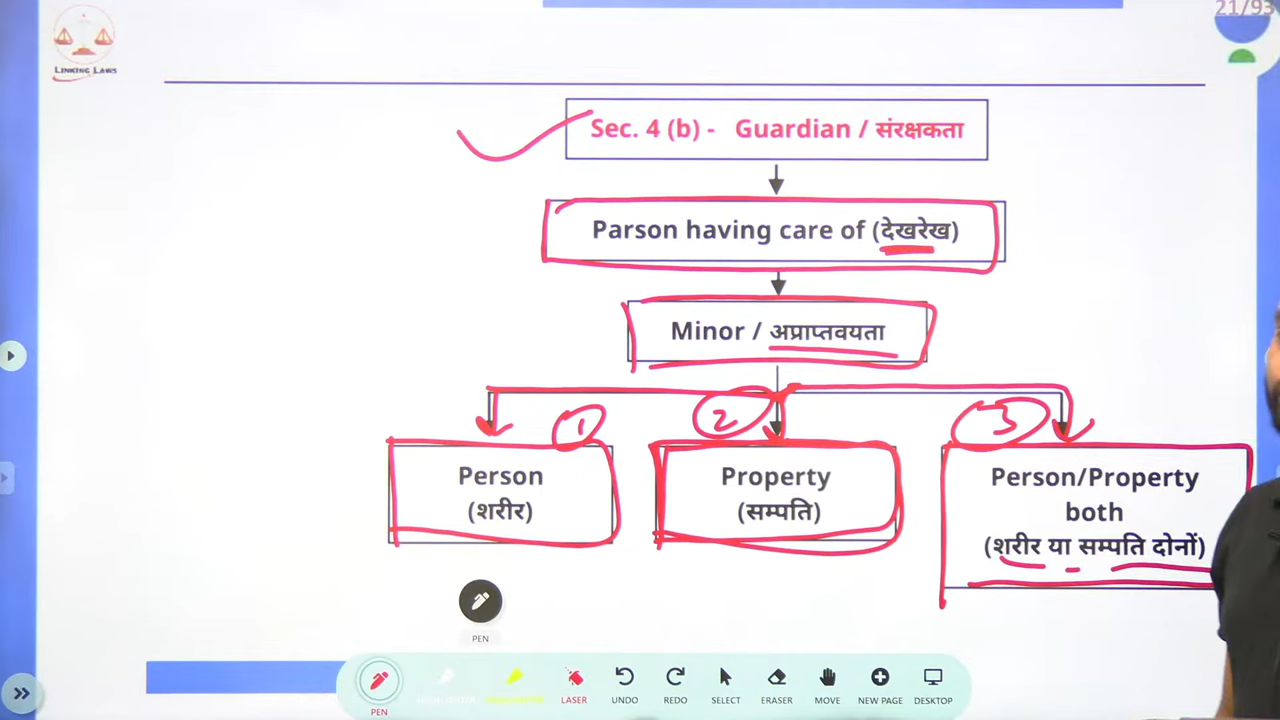 21/93
LINKING LAWS
Sec. 4 (b) - Guardian / संरक्षकता
Parson having care of (देखरेख)
Minor / अप्राप्तवयता
1 2 3
Person
(शरीर)
Property
(सम्पति)
Person/Property
both
(शरीर या सम्पति दोनों)
PEN
PEN
LASER
UNDO
REDO
SELECT
ERASER
MOVE
NEW PAGE
DESKTOP